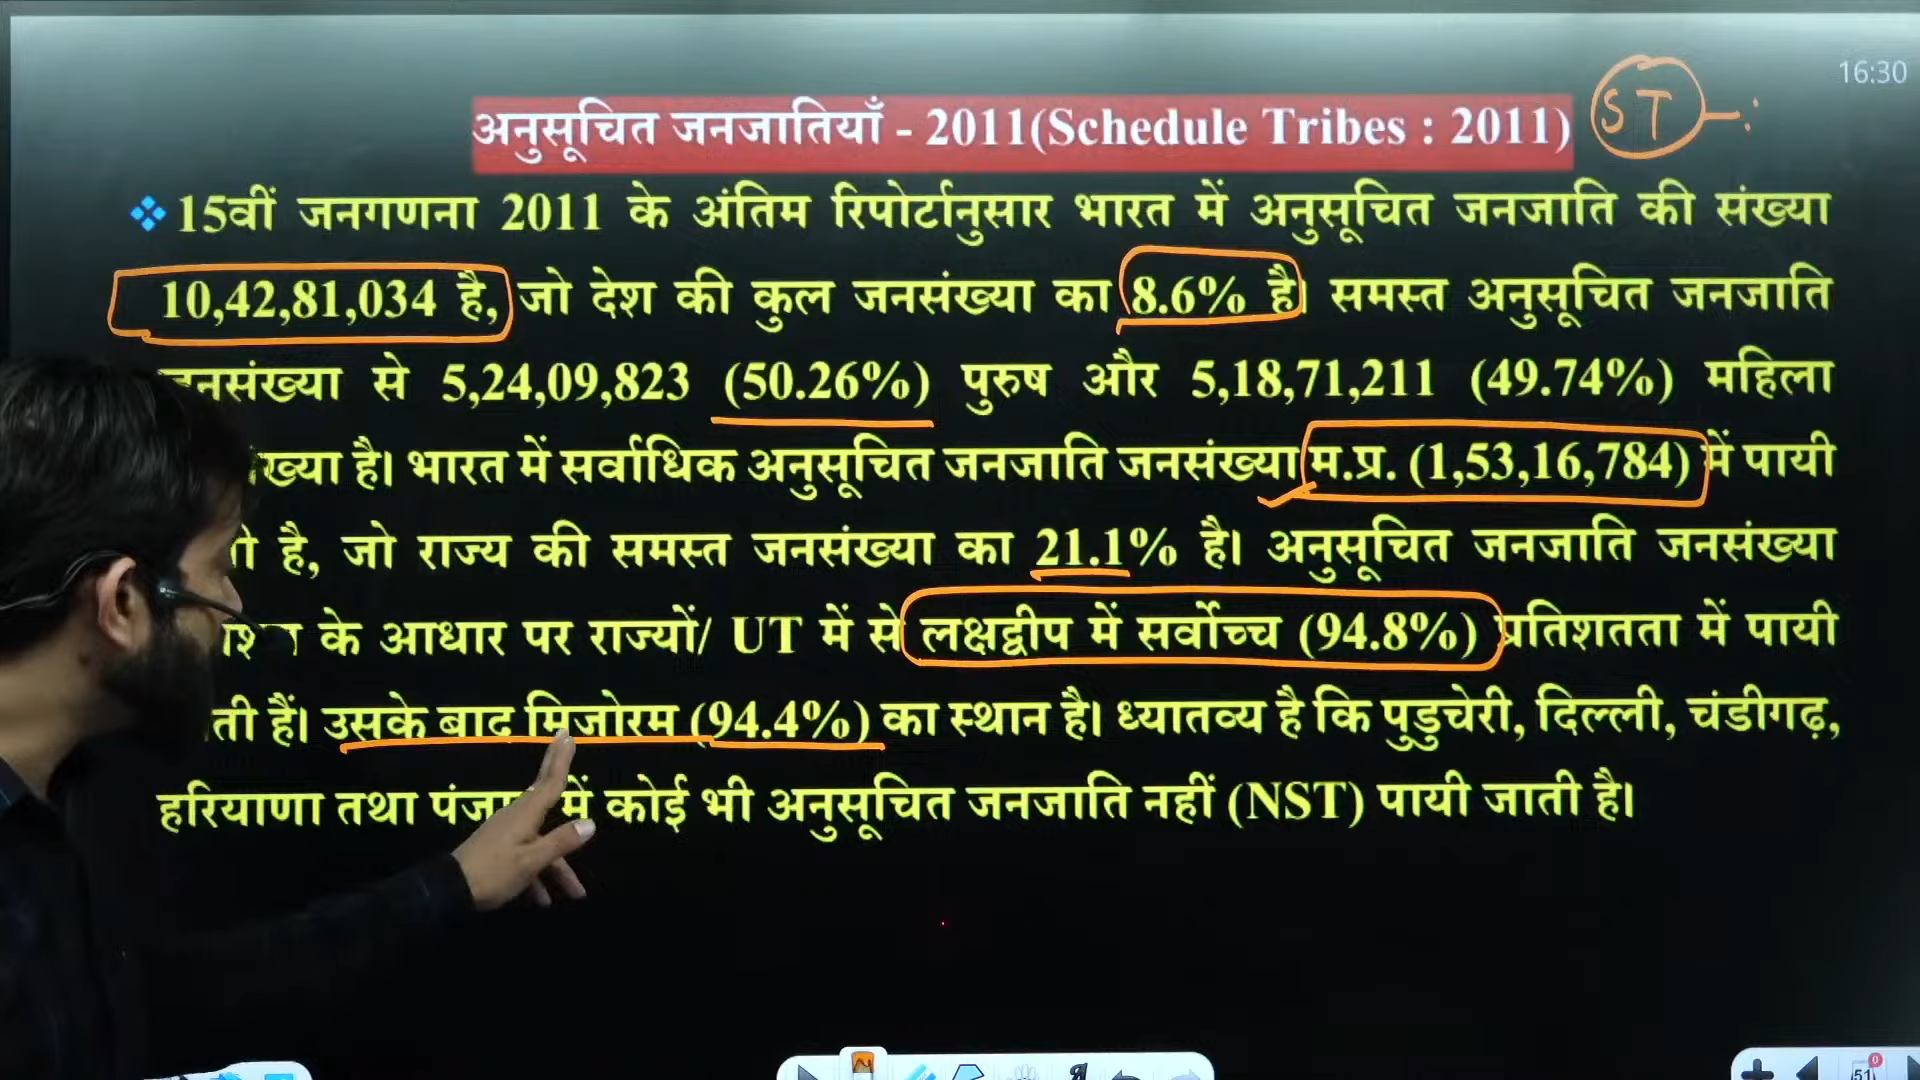 16:30
ST -:
अनुसूचित जनजातियाँ - 2011(Schedule Tribes : 2011)
❖ 15वीं जनगणना 2011 के अंतिम रिपोर्टानुसार भारत में अनुसूचित जनजाति की संख्या
10,42,81,034 है, जो देश की कुल जनसंख्या का 8.6% है। समस्त अनुसूचित जनजाति
जनसंख्या से 5,24,09,823 (50.26%) पुरुष और 5,18,71,211 (49.74%) महिला
है। भारत में सर्वाधिक अनुसूचित जनजाति जनसंख्या म.प्र. (1,53,16,784) में पायी
है, जो राज्य की समस्त जनसंख्या का 21.1% है। अनुसूचित जनजाति जनसंख्या
के आधार पर राज्यों/ UT में से लक्षद्वीप में सर्वोच्च (94.8%) प्रतिशतता में पायी
हैं। उसके बाद मिजोरम (94.4%) का स्थान है। ध्यातव्य है कि पुडुचेरी, दिल्ली, चंडीगढ़,
हरियाणा तथा में कोई भी अनुसूचित जनजाति नहीं (NST) पायी जाती है।
51